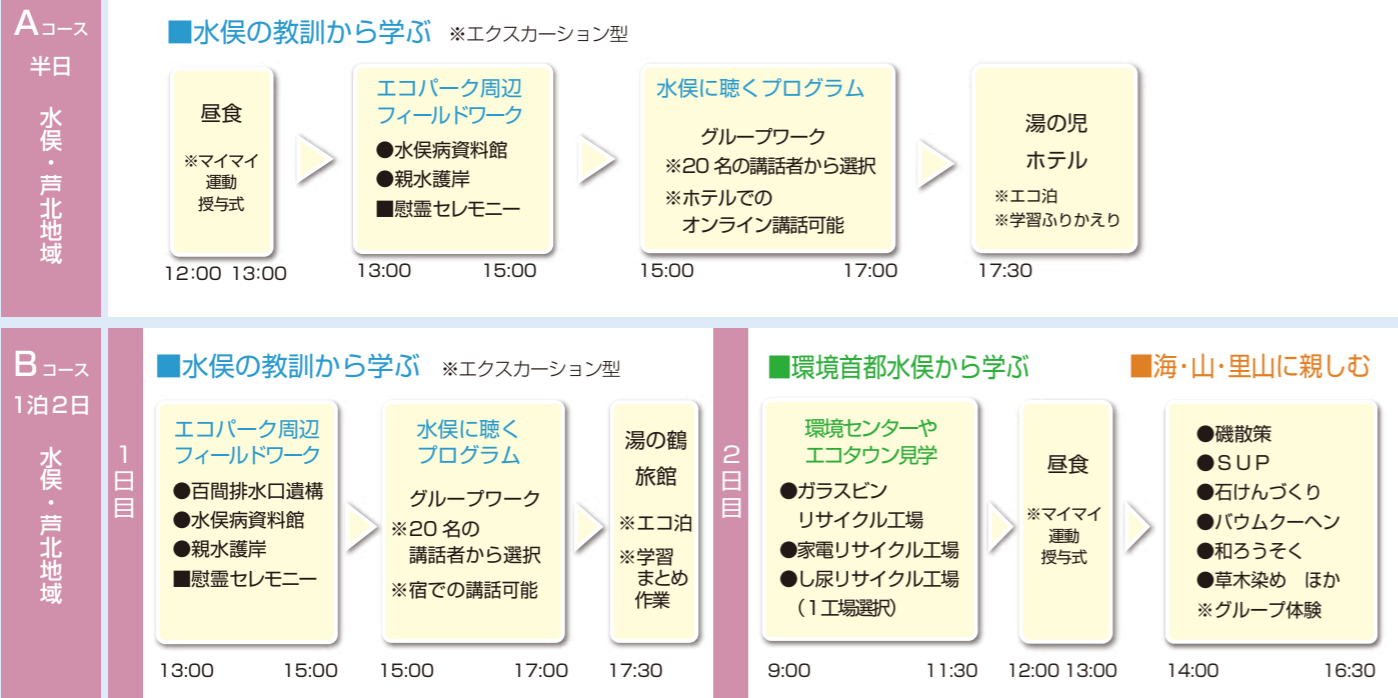 Aコース
半日
水俣・芦北地域
■水俣の教訓から学ぶ ※エクスカーション型
昼食
※マイマイ
運動
授与式
12:00 13:00
エコパーク周辺
フィールドワーク
●水俣病資料館
●親水護岸
■慰霊セレモニー
13:00 15:00
水俣に聴くプログラム
グループワーク
※20名の講話者から選択
※ホテルでの
オンライン講話可能
15:00 17:00
湯の児
ホテル
※エコ泊
※学習ふりかえり
17:30
Bコース
1泊2日
水俣・芦北地域
1日目
■水俣の教訓から学ぶ ※エクスカーション型
エコパーク周辺
フィールドワーク
●百間排水口遺構
●水俣病資料館
●親水護岸
■慰霊セレモニー
13:00 15:00
水俣に聴く
プログラム
グループワーク
※20名の
講話者から選択
※宿での講話可能
15:00 17:00
湯の鶴
旅館
※エコ泊
※学習
まとめ
作業
17:30
2日目
■環境首都水俣から学ぶ
環境センターや
エコタウン見学
●ガラスビン
リサイクル工場
●家電リサイクル工場
●し尿リサイクル工場
（1工場選択）
9:00 11:30
昼食
※マイマイ
運動
授与式
12:00 13:00
■海・山・里山に親しむ
●磯散策
●SUP
●石けんづくり
●バウムクーヘン
●和ろうそく
●草木染め ほか
※グループ体験
14:00 16:30